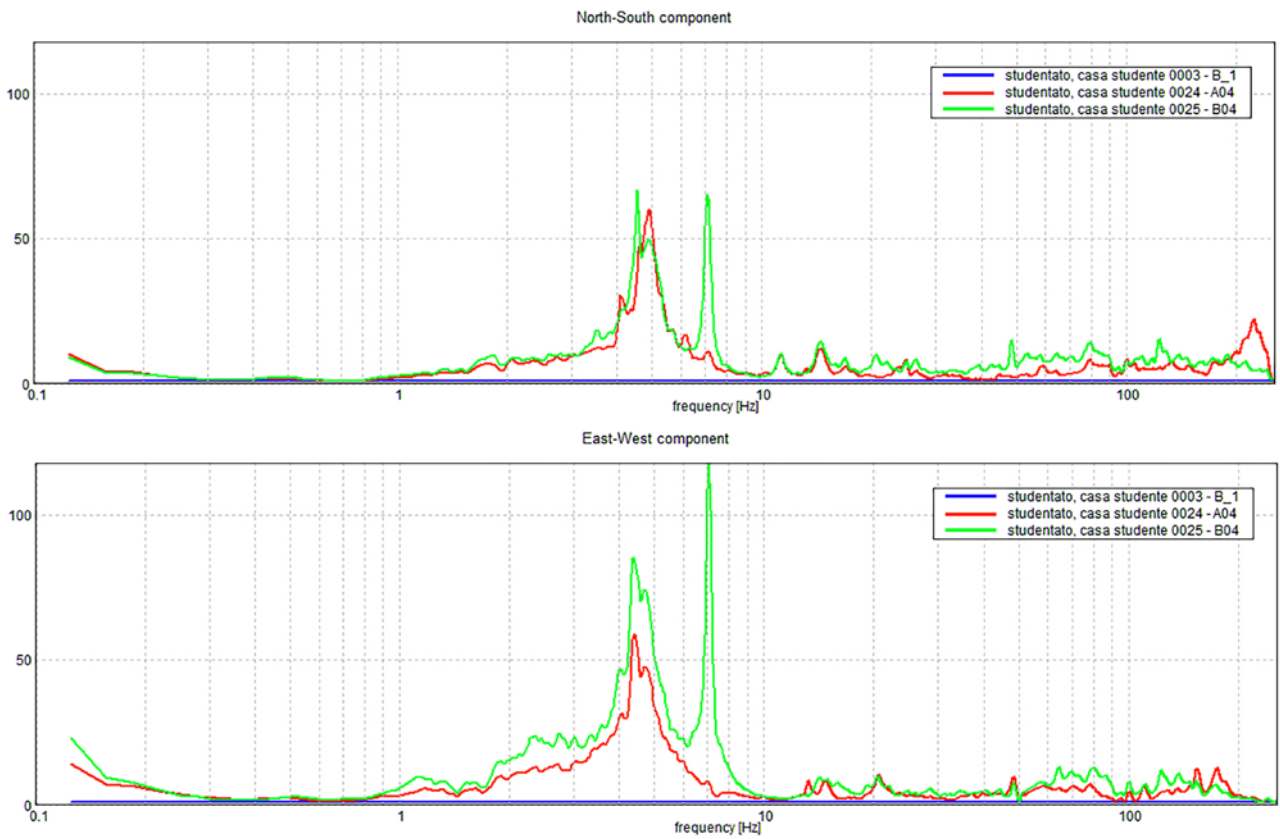 North-South component
100
studentato, casa studente 0003 - B_1
studentato, casa studente 0024 - A04
studentato, casa studente 0025 - B04
50
0
0.1 1 10 100
frequency [Hz]
East-West component
100
studentato, casa studente 0003 - B_1
studentato, casa studente 0024 - A04
studentato, casa studente 0025 - B04
50
0
0.1 1 10 100
frequency [Hz]